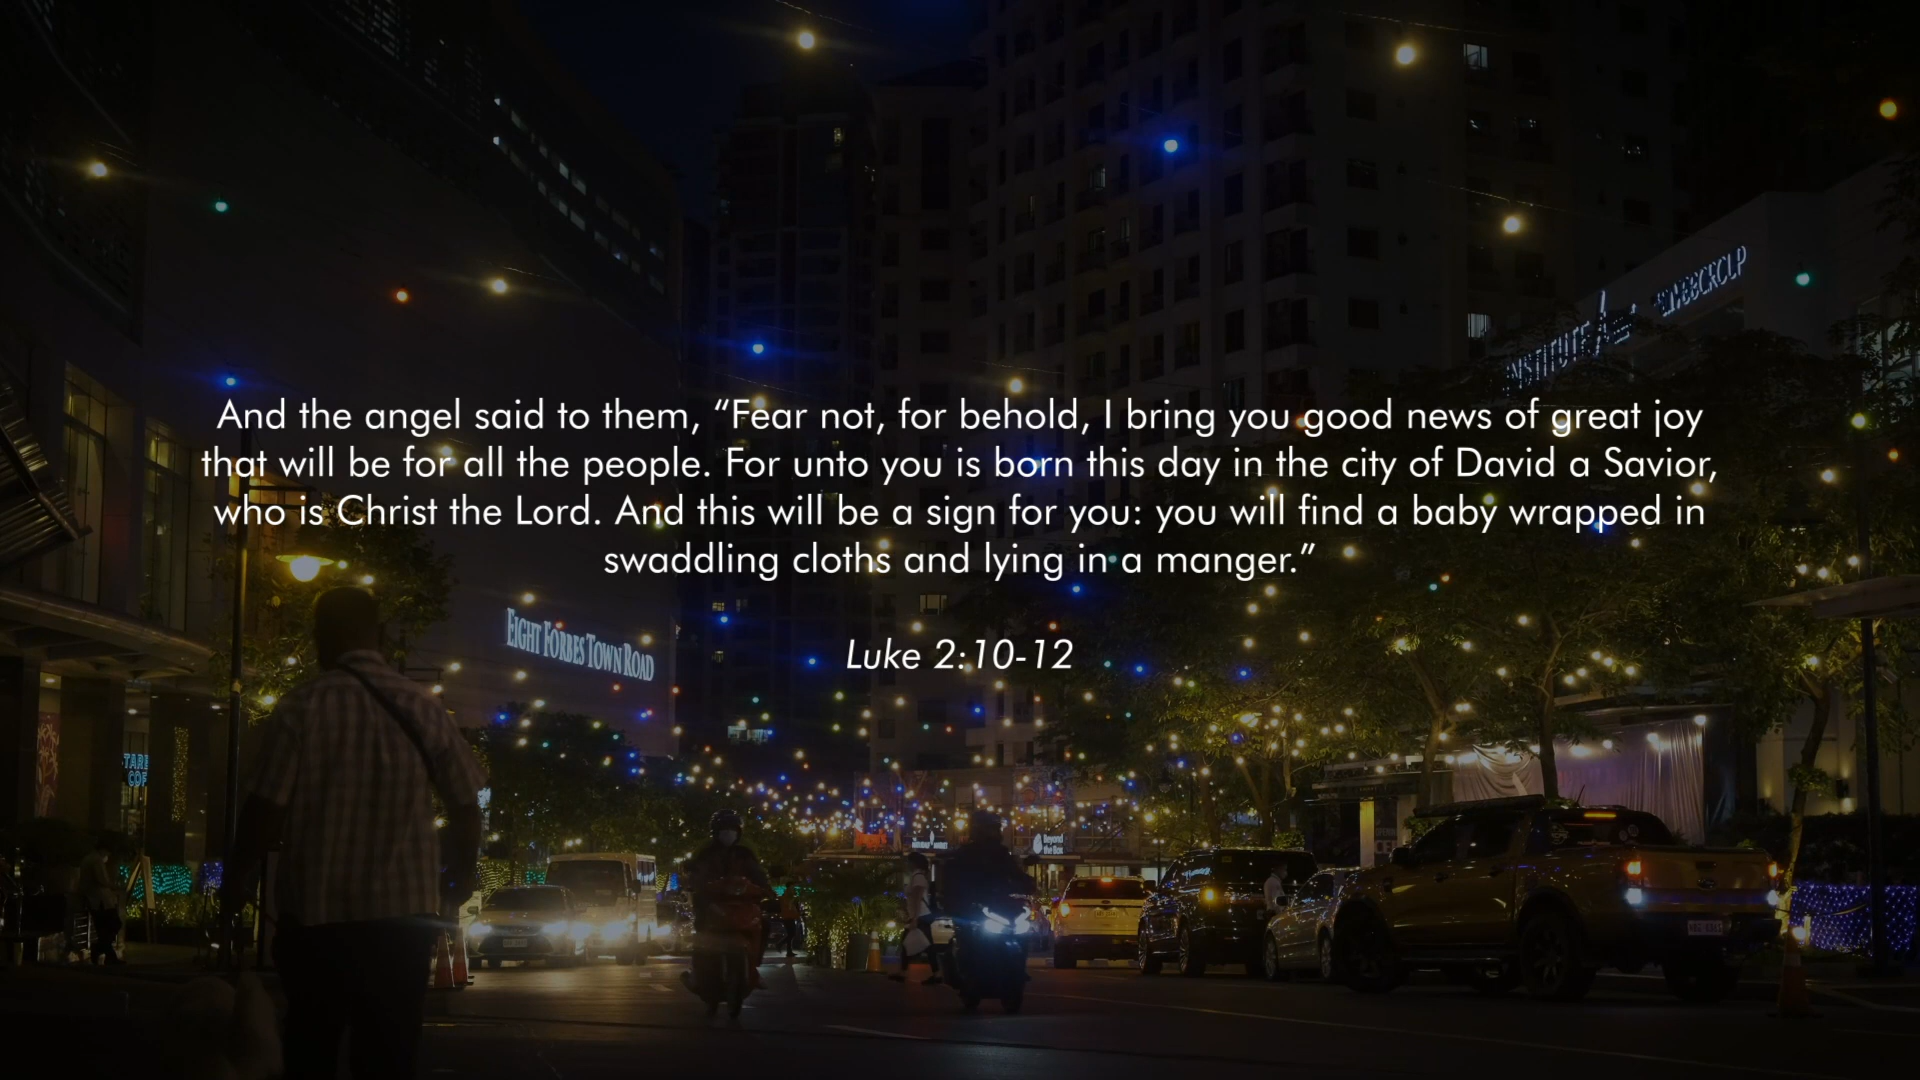 INSTITUTE
And the angel said to them, “Fear not, for behold, I bring you good news of great joy
that will be for all the people. For unto you is born this day in the city of David a Savior,
who is Christ the Lord. And this will be a sign for you: you will find a baby wrapped in
swaddling cloths and lying in a manger.”
EIGHT FORBES TOWN ROAD
Luke 2:10-12
Beyond
the Box